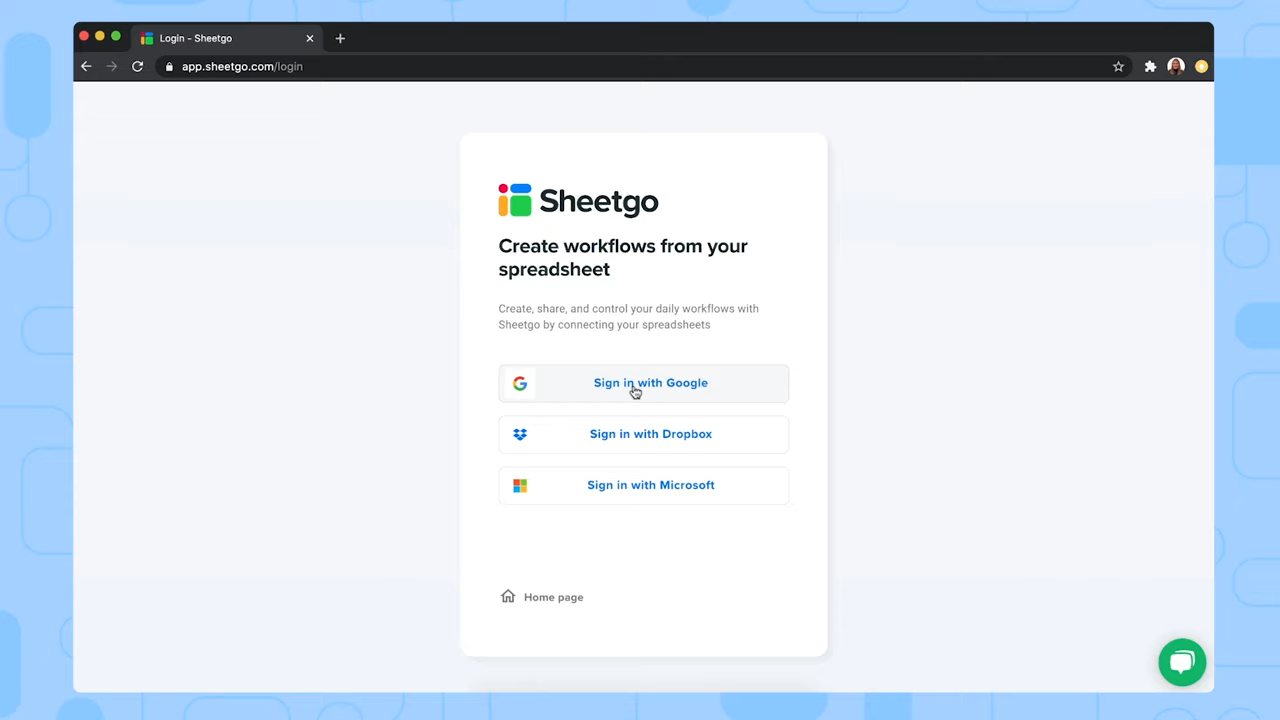 Login - Sheetgo
app.sheetgo.com/login
Sheetgo
Create workflows from your
spreadsheet
Create, share, and control your daily workflows with
Sheetgo by connecting your spreadsheets
Sign in with Google
Sign in with Dropbox
Sign in with Microsoft
Home page